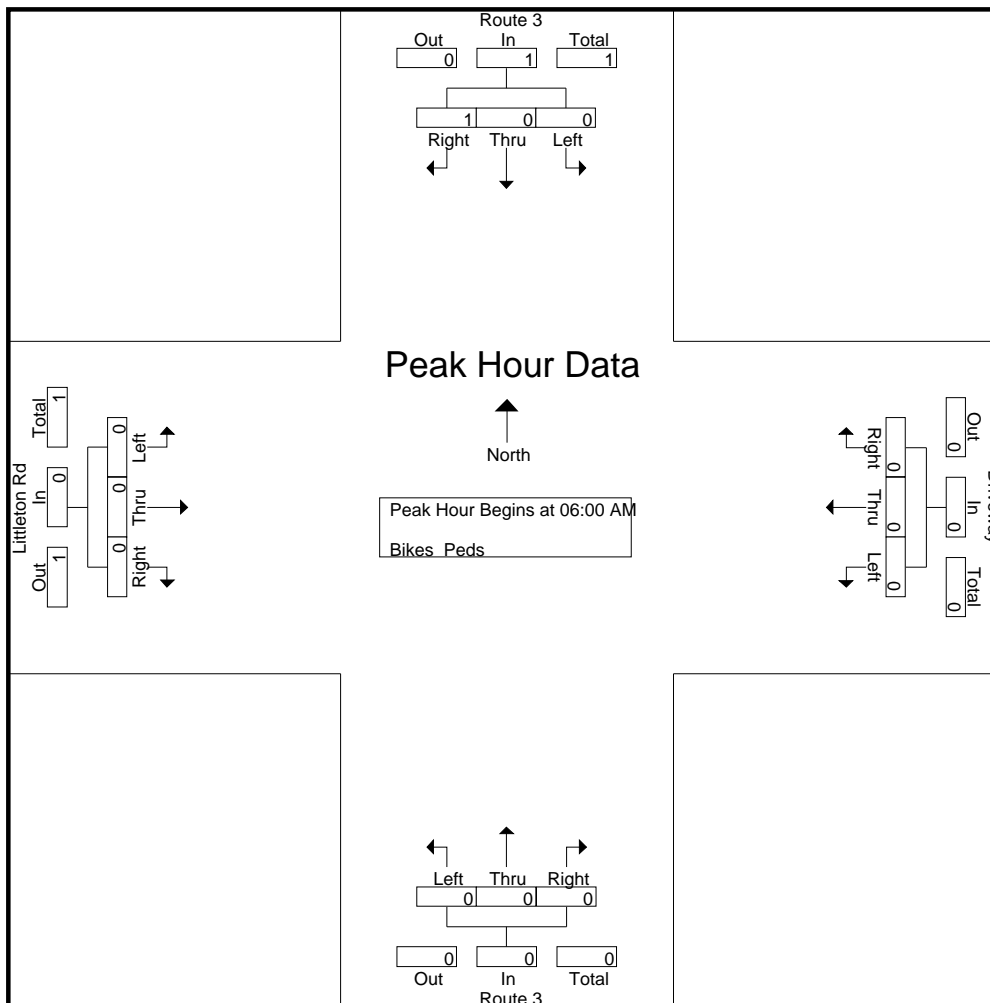 Route 3
Out In Total
0 1 1
1 0 0
Right Thru Left
Peak Hour Data
North
Peak Hour Begins at 06:00 AM
Bikes Peds
Littleton Rd
Total In Out
1 0 1
0 0 0
Left Thru Right
Right Thru Left
0 0 0
Out In Total
0 0 0
Left Thru Right
0 0 0
0 0 0
Out In Total
Route 3